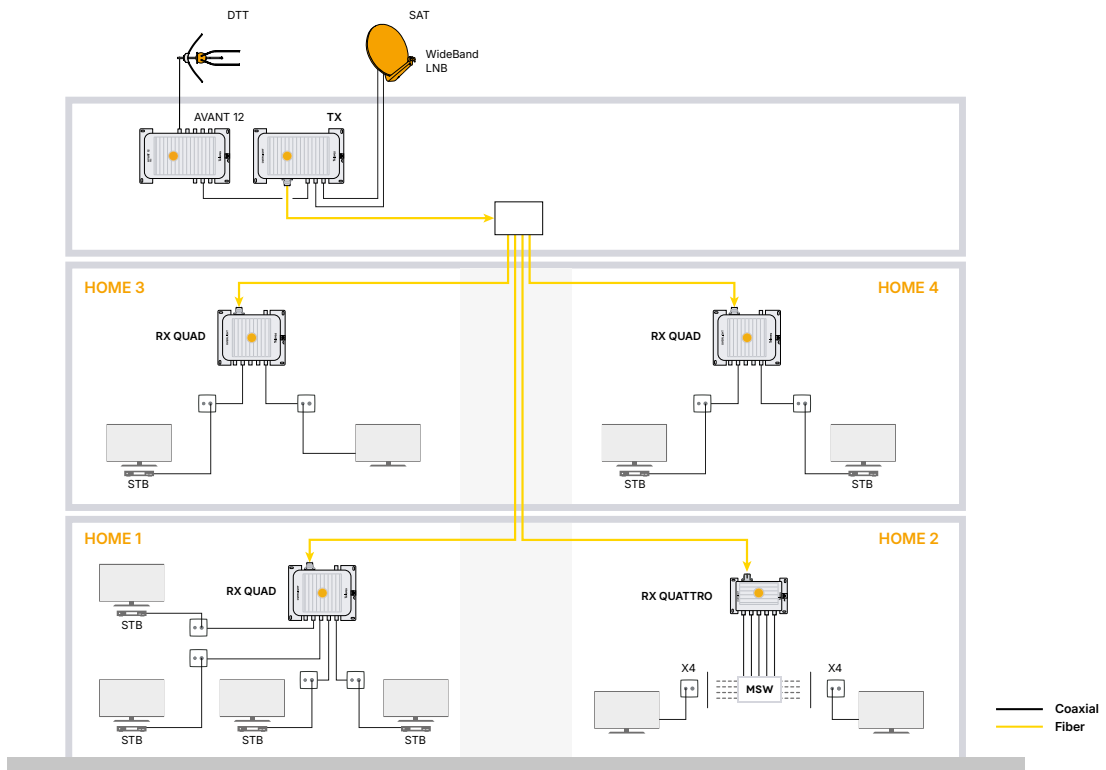 DTT
SAT
WideBand
LNB
AVANT 12
TX
HOME 3
HOME 4
RX QUAD
RX QUAD
STB
STB
STB
HOME 1
HOME 2
RX QUAD
RX QUATTRO
STB
X4
X4
MSW
STB
STB
STB
Coaxial
Fiber